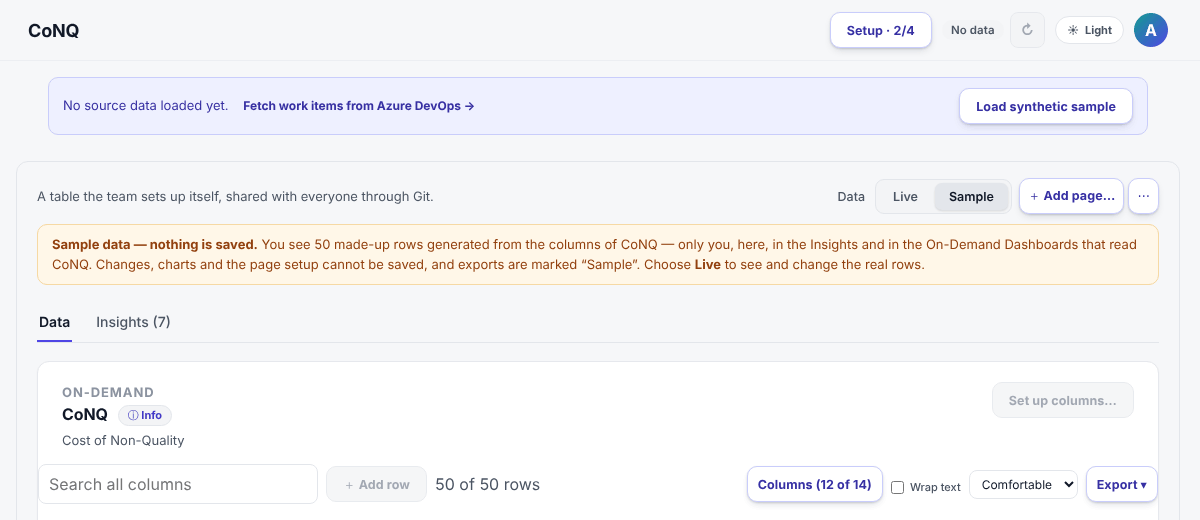 CoNQ
Setup · 2/4
No data
Light
A
No source data loaded yet. Fetch work items from Azure DevOps →
Load synthetic sample
A table the team sets up itself, shared with everyone through Git.
Data
Live
Sample
+ Add page...
...
Sample data — nothing is saved. You see 50 made-up rows generated from the columns of CoNQ — only you, here, in the Insights and in the On-Demand Dashboards that read
CoNQ. Changes, charts and the page setup cannot be saved, and exports are marked “Sample”. Choose Live to see and change the real rows.
Data
Insights (7)
ON-DEMAND
CoNQ
ⓘ Info
Set up columns...
Cost of Non-Quality
Search all columns
+ Add row
50 of 50 rows
Columns (12 of 14)
Wrap text
Comfortable
Export ▾